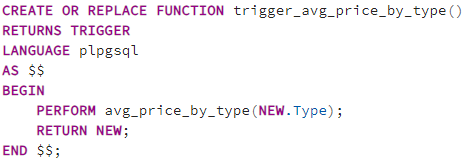 CREATE OR REPLACE FUNCTION trigger_avg_price_by_type()
RETURNS TRIGGER
LANGUAGE plpgsql
AS $$
BEGIN
    PERFORM avg_price_by_type(NEW.Type);
    RETURN NEW;
END $$;